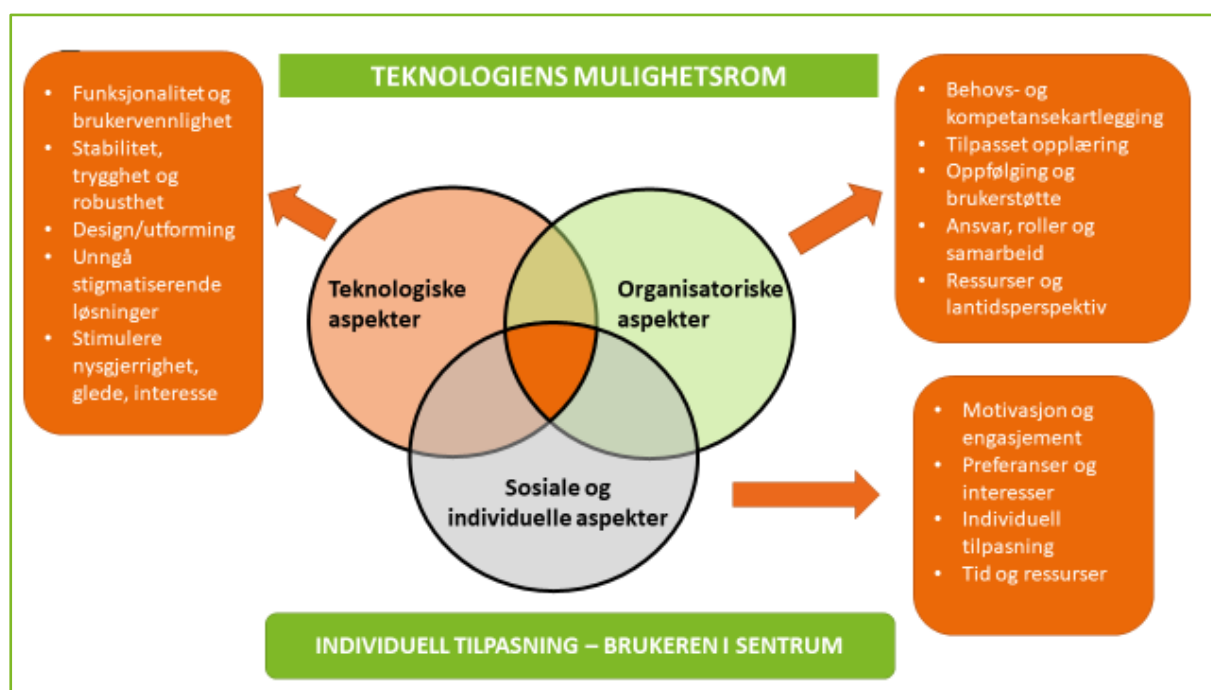 TEKNOLOGIENS MULIGHETSROM
• Funksjonalitet og
brukervennlighet
• Stabilitet,
trygghet og
robusthet
• Design/utforming
• Unngå
stigmatiserende
løsninger
• Stimulere
nysgjerrighet,
glede, interesse
Teknologiske
aspekter
Organisatoriske
aspekter
Sosiale og
individuelle aspekter
• Behovs- og
kompetansekartlegging
• Tilpasset opplæring
• Oppfølging og
brukerstøtte
• Ansvar, roller og
samarbeid
• Ressurser og
lantidsperspektiv
• Motivasjon og
engasjement
• Preferanser og
interesser
• Individuell
tilpasning
• Tid og ressurser
INDIVIDUELL TILPASNING – BRUKEREN I SENTRUM